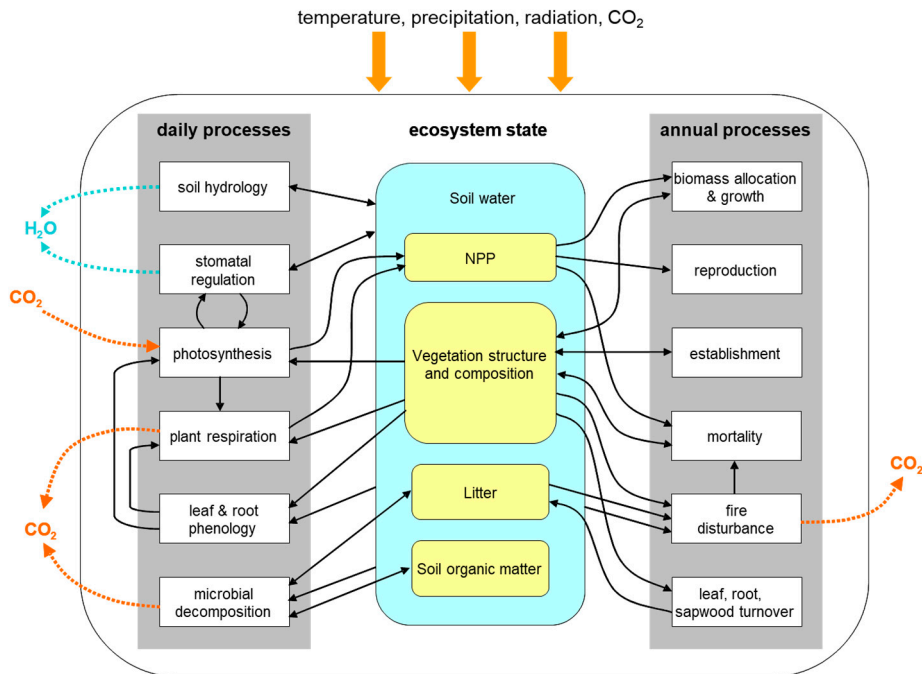 temperature, precipitation, radiation, CO₂
daily processes
ecosystem state
annual processes
soil hydrology
Soil water
biomass allocation
& growth
H₂O
stomatal
regulation
NPP
reproduction
CO₂
photosynthesis
Vegetation structure
and composition
establishment
plant respiration
mortality
CO₂
leaf & root
phenology
Litter
fire
disturbance
CO₂
microbial
decomposition
Soil organic matter
leaf, root,
sapwood turnover